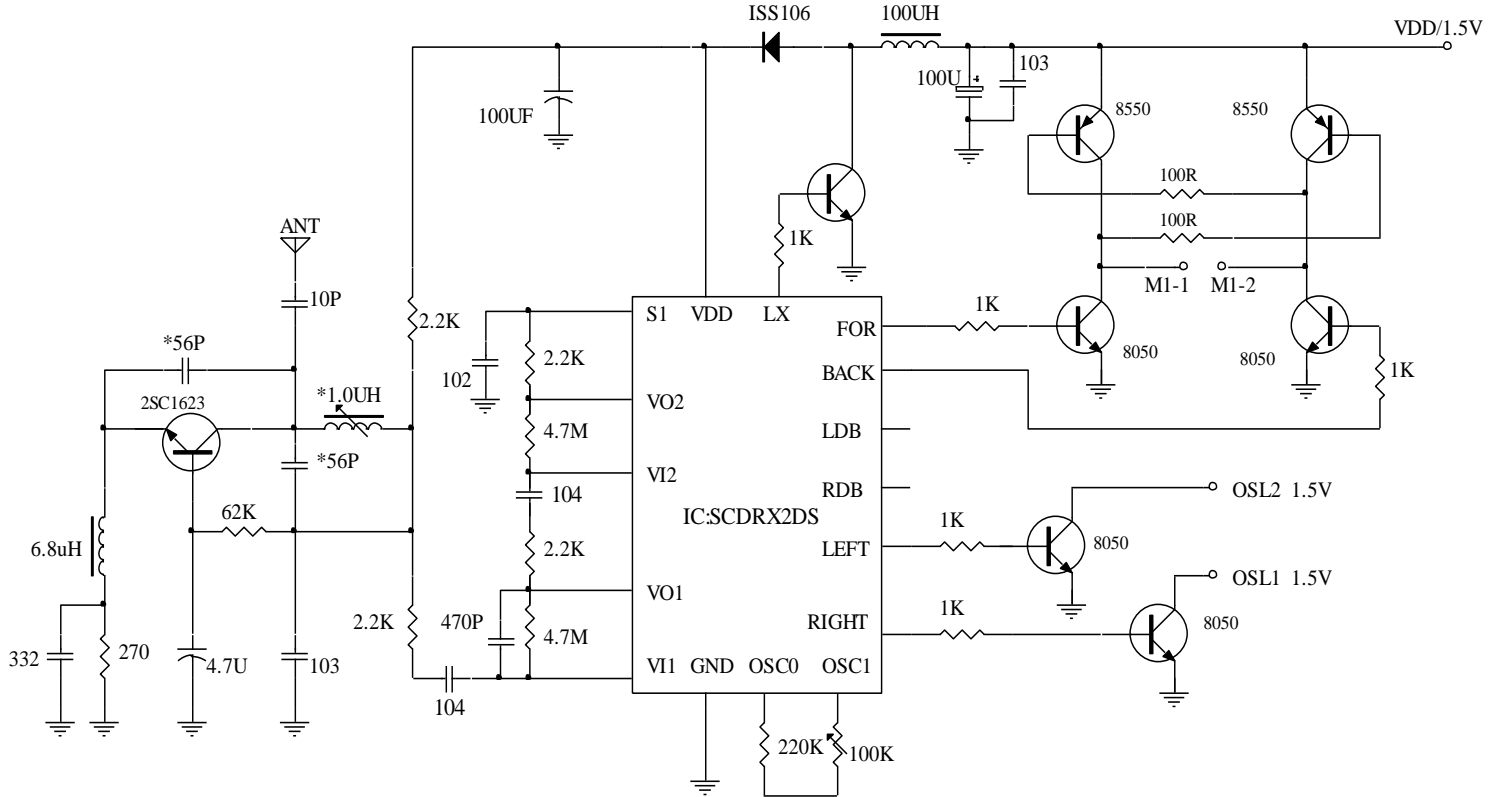 ISS106
100UH
VDD/1.5V
100UF
100U
+
103
8550
8550
100R
100R
ANT
1K
10P
2.2K
M1-1
M1-2
S1
VDD
LX
FOR
1K
8050
8050
1K
*56P
2.2K
102
BACK
2SC1623
*1.0UH
VO2
4.7M
LDB
*56P
VI2
104
RDB
OSL2 1.5V
62K
IC:SCDRX2DS
1K
6.8uH
2.2K
LEFT
8050
OSL1 1.5V
VO1
1K
2.2K
470P
4.7M
RIGHT
8050
332
270
4.7U
103
104
VI1
GND
OSC0
OSC1
220K
100K